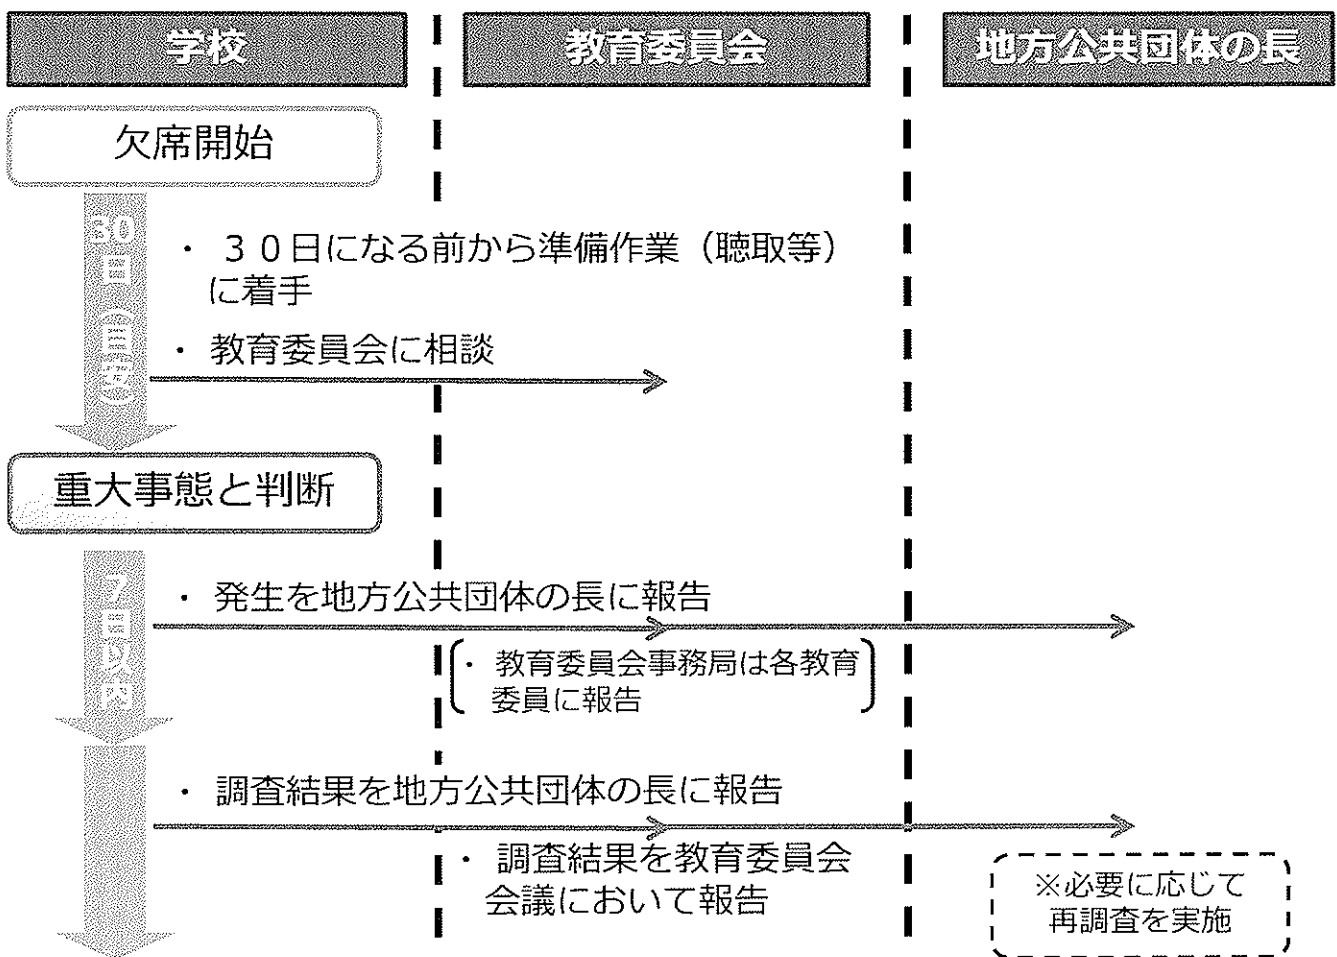 学校
教育委員会
地方公共団体の長
欠席開始
30日（目安）
・ ３０日になる前から準備作業（聴取等）
に着手
・ 教育委員会に相談
重大事態と判断
7日以内
・ 発生を地方公共団体の長に報告
・ 教育委員会事務局は各教育
委員に報告
・ 調査結果を地方公共団体の長に報告
・ 調査結果を教育委員会
会議において報告
※必要に応じて
再調査を実施